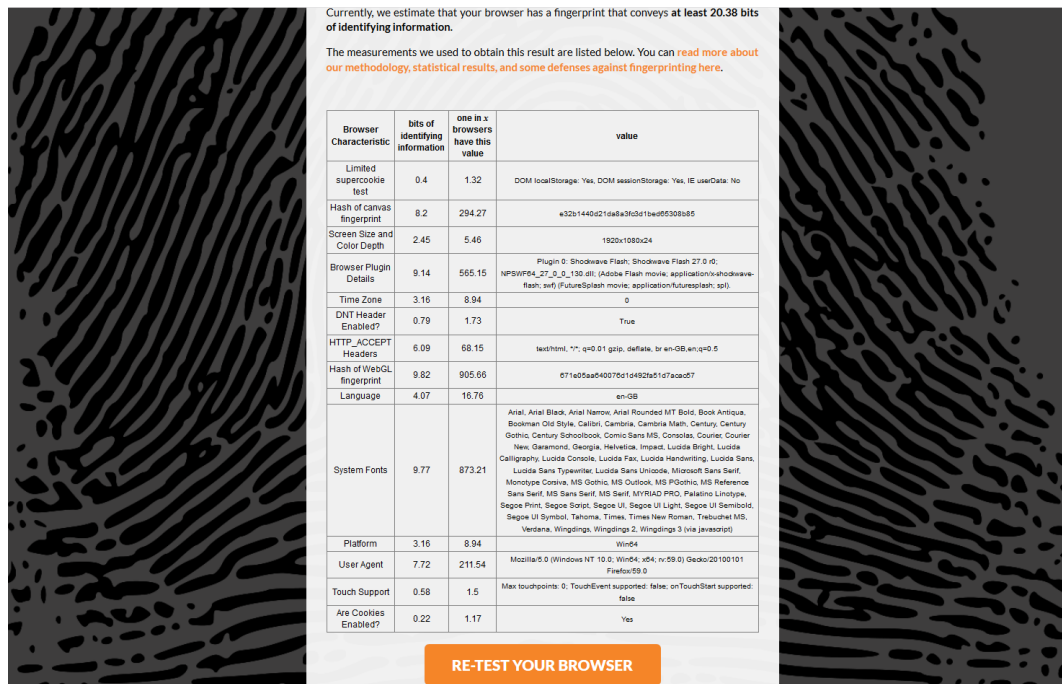 Currently, we estimate that your browser has a fingerprint that conveys at least 20.38 bits
of identifying information.
The measurements we used to obtain this result are listed below. You can read more about
our methodology, statistical results, and some defenses against fingerprinting here.
Browser
Characteristic
bits of
identifying
information
one in x
browsers
have this
value
value
Limited
supercookie
test
0.4
1.32
DOM localStorage: Yes, DOM sessionStorage: Yes, IE userData: No
Hash of canvas
fingerprint
8.2
294.27
e32b1440d21da8a3fc3d1bed65308b85
Screen Size and
Color Depth
2.45
5.46
1920x1080x24
Browser Plugin
Details
9.14
565.15
Plugin 0: Shockwave Flash; Shockwave Flash 27.0 r0;
NPSWF64_27_0_0_130.dll; (Adobe Flash movie; application/x-shockwave-
flash; swf) (FutureSplash movie; application/futuresplash; spl).
Time Zone
3.16
8.94
0
DNT Header
Enabled?
0.79
1.73
True
HTTP_ACCEPT
Headers
6.09
68.15
text/html, */*; q=0.01 gzip, deflate, br en-GB,en;q=0.5
Hash of WebGL
fingerprint
9.82
905.66
671e05aa640076d1d492fa51d7acac67
Language
4.07
16.76
en-GB
System Fonts
9.77
873.21
Arial, Arial Black, Arial Narrow, Arial Rounded MT Bold, Book Antiqua,
Bookman Old Style, Calibri, Cambria, Cambria Math, Century, Century
Gothic, Century Schoolbook, Comic Sans MS, Consolas, Courier, Courier
New, Garamond, Georgia, Helvetica, Impact, Lucida Bright, Lucida
Calligraphy, Lucida Console, Lucida Fax, Lucida Handwriting, Lucida Sans,
Lucida Sans Typewriter, Lucida Sans Unicode, Microsoft Sans Serif,
Monotype Corsiva, MS Gothic, MS Outlook, MS PGothic, MS Reference
Sans Serif, MS Sans Serif, MS Serif, MYRIAD PRO, Palatino Linotype,
Segoe Print, Segoe Script, Segoe UI, Segoe UI Light, Segoe UI Semibold,
Segoe UI Symbol, Tahoma, Times, Times New Roman, Trebuchet MS,
Verdana, Wingdings, Wingdings 2, Wingdings 3 (via javascript)
Platform
3.16
8.94
Win64
User Agent
7.72
211.54
Mozilla/5.0 (Windows NT 10.0; Win64; x64; rv:59.0) Gecko/20100101
Firefox/59.0
Touch Support
0.58
1.5
Max touchpoints: 0; TouchEvent supported: false; onTouchStart supported:
false
Are Cookies
Enabled?
0.22
1.17
Yes
RE-TEST YOUR BROWSER